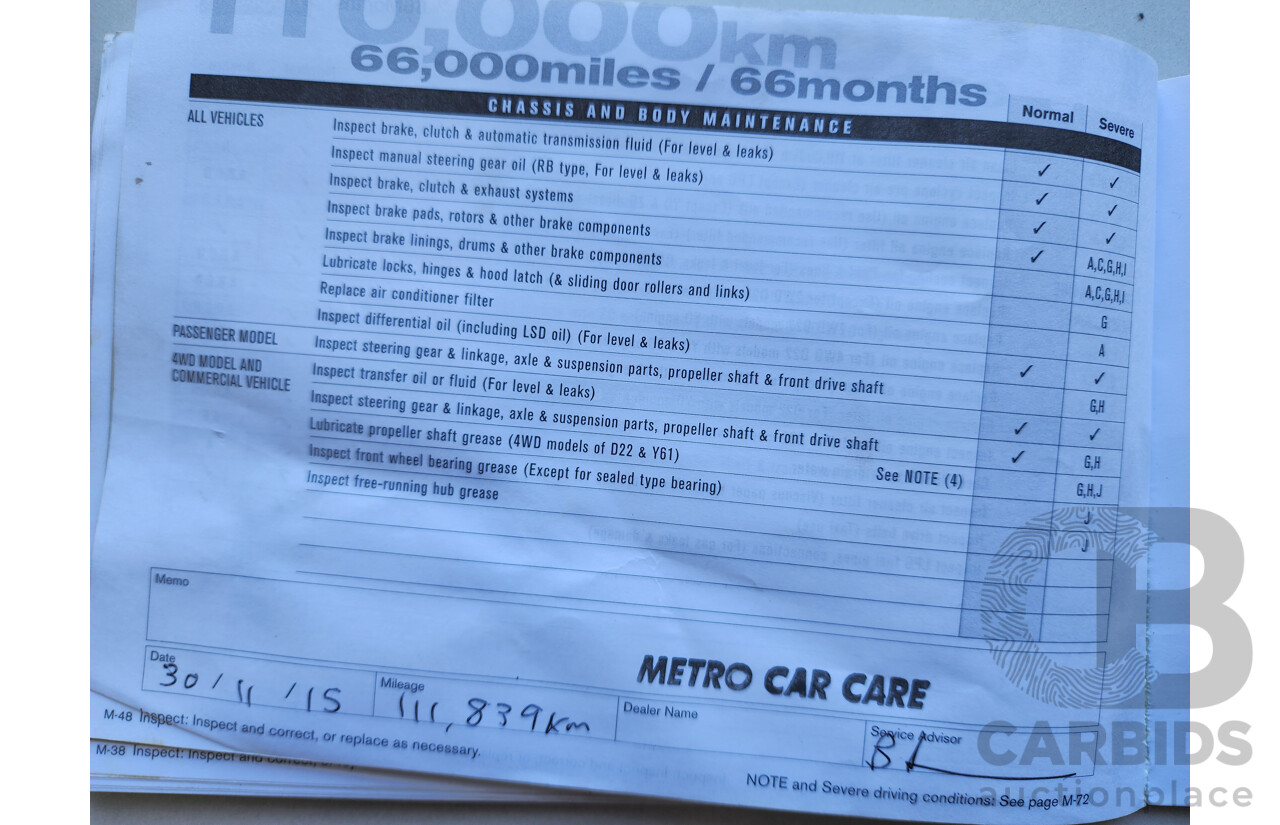 110,000km
66,000miles / 66months
CHASSIS AND BODY MAINTENANCE Normal Severe
ALL VEHICLES Inspect brake, clutch & automatic transmission fluid (For level & leaks) ✓ ✓
Inspect manual steering gear oil (RB type, For level & leaks) ✓ ✓
Inspect brake, clutch & exhaust systems ✓ ✓
Inspect brake pads, rotors & other brake components ✓ A,C,G,H,I
Inspect brake linings, drums & other brake components A,C,G,H,I
Lubricate locks, hinges & hood latch (& sliding door rollers and links) G
Replace air conditioner filter A
Inspect differential oil (including LSD oil) (For level & leaks) ✓ ✓
PASSENGER MODEL Inspect steering gear & linkage, axle & suspension parts, propeller shaft & front drive shaft G,H
4WD MODEL AND Inspect transfer oil or fluid (For level & leaks) ✓ ✓
COMMERCIAL VEHICLE Inspect steering gear & linkage, axle & suspension parts, propeller shaft & front drive shaft ✓ G,H
Lubricate propeller shaft grease (4WD models of D22 & Y61) See NOTE (4) G,H,J
Inspect front wheel bearing grease (Except for sealed type bearing) J
Inspect free-running hub grease J
Memo
METRO CAR CARE
Date 30/11/15 Mileage 111,839km Dealer Name Service Advisor
M-48 Inspect: Inspect and correct, or replace as necessary.
NOTE and Severe driving conditions: See page M-72
M-38 Inspect: Inspect and correct,
CB
CARBIDS
auctionplace